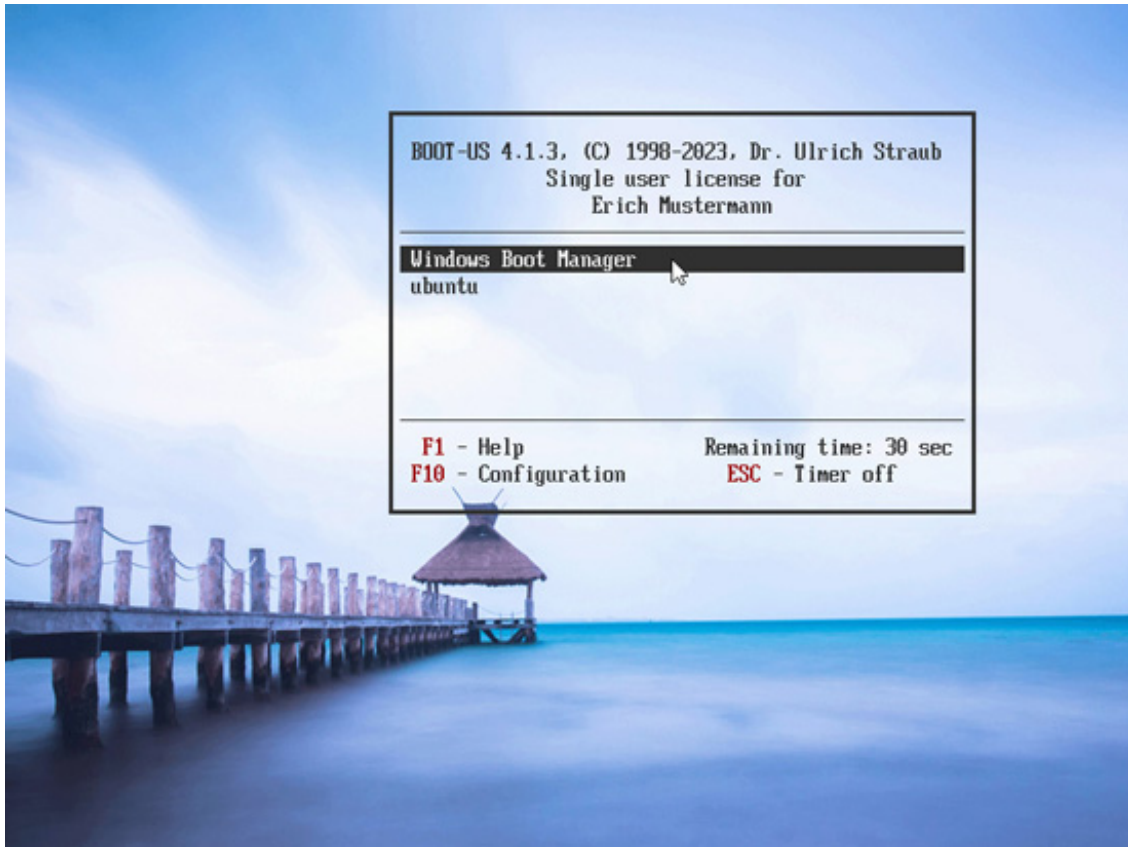 BOOT-US 4.1.3, (C) 1998-2023, Dr. Ulrich Straub
Single user license for
Erich Mustermann
Windows Boot Manager
ubuntu
F1 - Help
Remaining time: 30 sec
F10 - Configuration
ESC - Timer off